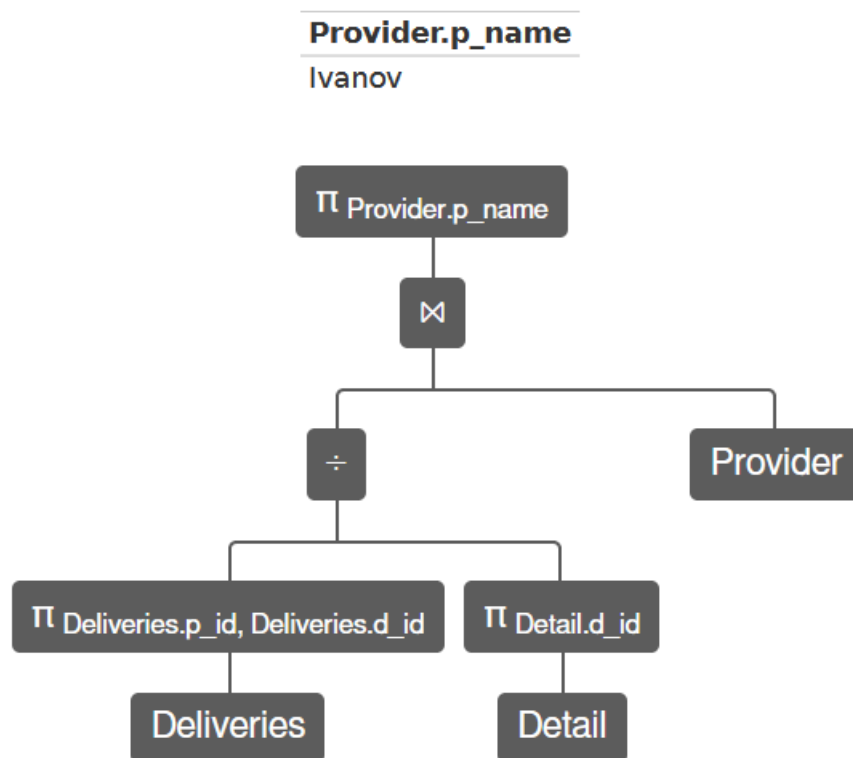 Provider.p_name
Ivanov
π Provider.p_name
⋈
÷
Provider
π Deliveries.p_id, Deliveries.d_id
π Detail.d_id
Deliveries
Detail